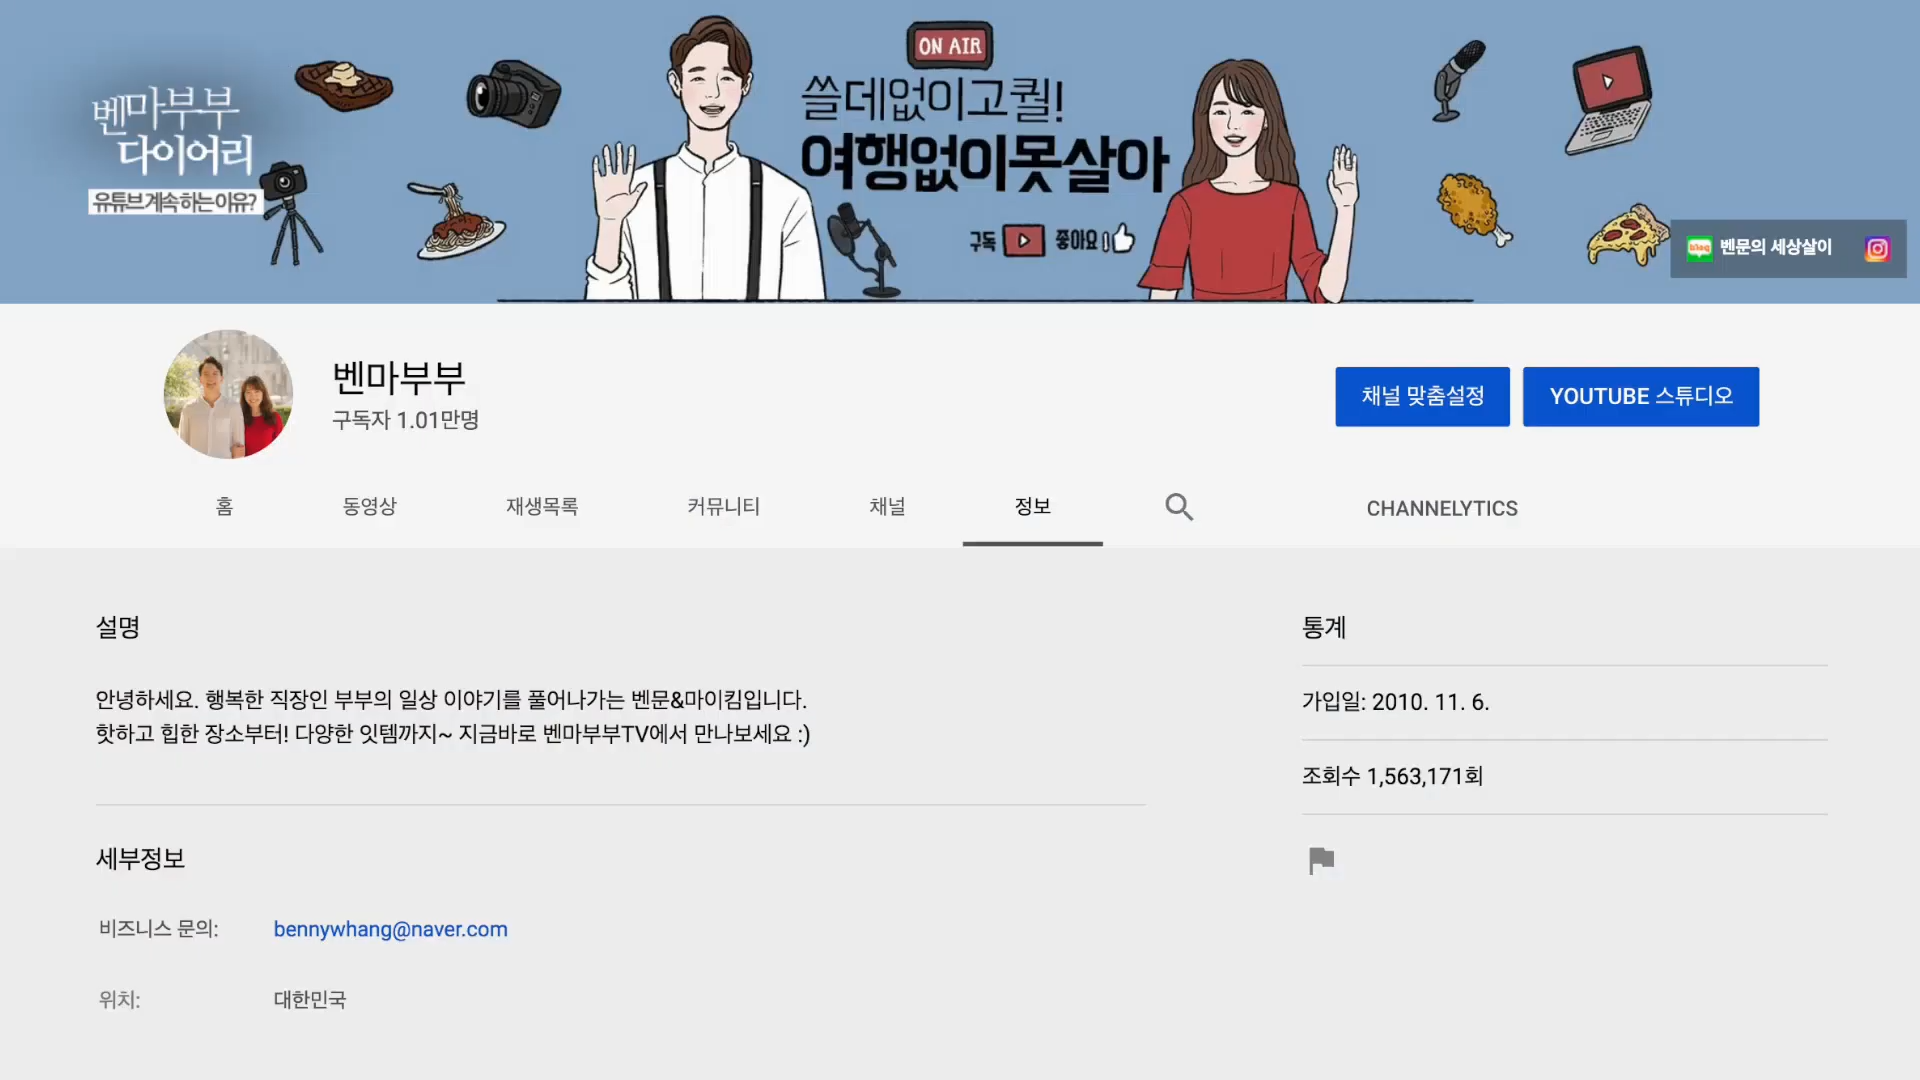 벤마부부
다이어리
유튜브 계속 하는 이유?
ON AIR
쓸데없이고퀄!
여행없이못살아
구독 좋아요
blog 벤문의 세상살이
벤마부부
구독자 1.01만명
채널 맞춤설정
YOUTUBE 스튜디오
홈 동영상 재생목록 커뮤니티 채널 정보 CHANNELYTICS
설명
안녕하세요. 행복한 직장인 부부의 일상 이야기를 풀어나가는 벤문&마이킴입니다.
핫하고 힙한 장소부터! 다양한 잇템까지~ 지금바로 벤마부부TV에서 만나보세요 :)
세부정보
비즈니스 문의: bennywhang@naver.com
위치: 대한민국
통계
가입일: 2010. 11. 6.
조회수 1,563,171회